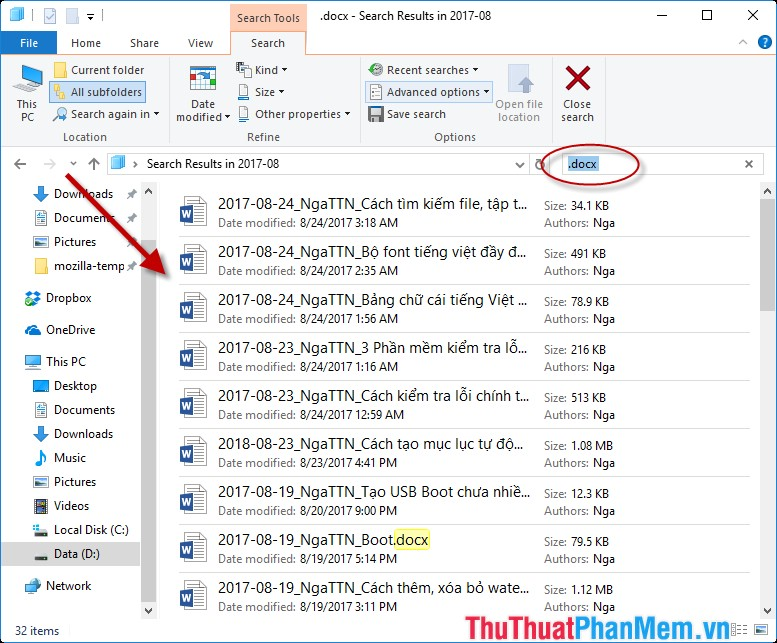 Search Tools
.docx - Search Results in 2017-08
File
Home
Share
View
Search
This PC
Current folder
All subfolders
Search again in
Location
Date modified
Kind
Size
Other properties
Refine
Recent searches
Advanced options
Save search
Open file location
Options
Close search
Search Results in 2017-08
.docx
Downloads
Documents
Pictures
mozilla-temp
Dropbox
OneDrive
This PC
Desktop
Documents
Downloads
Music
Pictures
Videos
Local Disk (C:)
Data (D:)
Network
2017-08-24_NgaTTN_Cách tìm kiếm file, tập t...
Date modified: 8/24/2017 3:18 AM
Size: 34.1 KB
Authors: Nga
2017-08-24_NgaTTN_Bộ font tiếng việt đầy đ...
Date modified: 8/24/2017 2:35 AM
Size: 491 KB
Authors: Nga
2017-08-24_NgaTTN_Bảng chữ cái tiếng Việt ...
Date modified: 8/24/2017 1:56 AM
Size: 78.9 KB
Authors: Nga
2017-08-23_NgaTTN_3 Phần mềm kiểm tra lỗ...
Date modified: 8/24/2017 1:16 AM
Size: 216 KB
Authors: Nga
2017-08-23_NgaTTN_Cách kiểm tra lỗi chính t...
Date modified: 8/24/2017 12:59 AM
Size: 513 KB
Authors: Nga
2018-08-23_NgaTTN_Cách tạo mục lục tự độ...
Date modified: 8/23/2017 4:41 PM
Size: 1.08 MB
Authors: Nga
2017-08-19_NgaTTN_Tạo USB Boot chưa nhiề...
Date modified: 8/20/2017 9:00 PM
Size: 12.3 KB
Authors: Nga
2017-08-19_NgaTTN_Boot.docx
Date modified: 8/19/2017 5:14 PM
Size: 79.5 KB
Authors: Nga
2017-08-19_NgaTTN_Cách thêm, xóa bỏ wate...
Date modified: 8/19/2017 3:11 PM
Size: 1.12 MB
Authors: Nga
32 items
ThuThuatPhanMem.vn